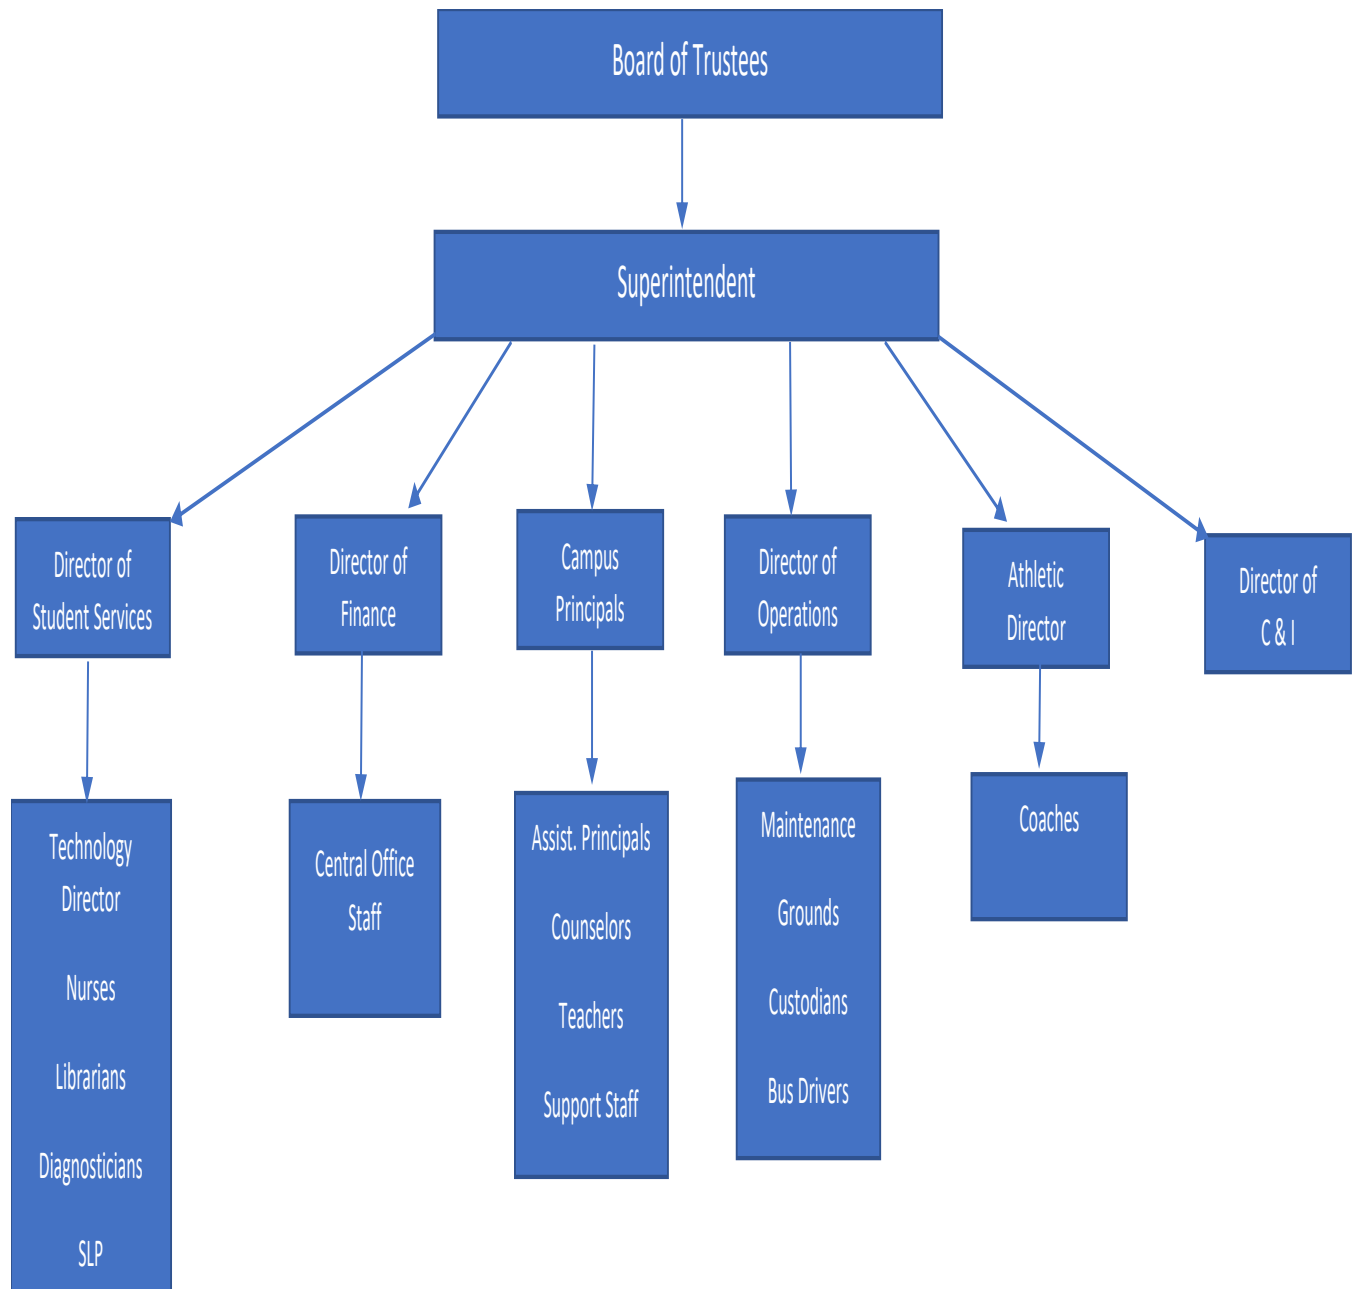 Board of Trustees
Superintendent
Director of
Student Services
Director of
Finance
Campus
Principals
Director of
Operations
Athletic
Director
Director of
C & I
Technology
Director
Nurses
Librarians
Diagnosticians
SLP
Central Office
Staff
Assist. Principals
Counselors
Teachers
Support Staff
Maintenance
Grounds
Custodians
Bus Drivers
Coaches